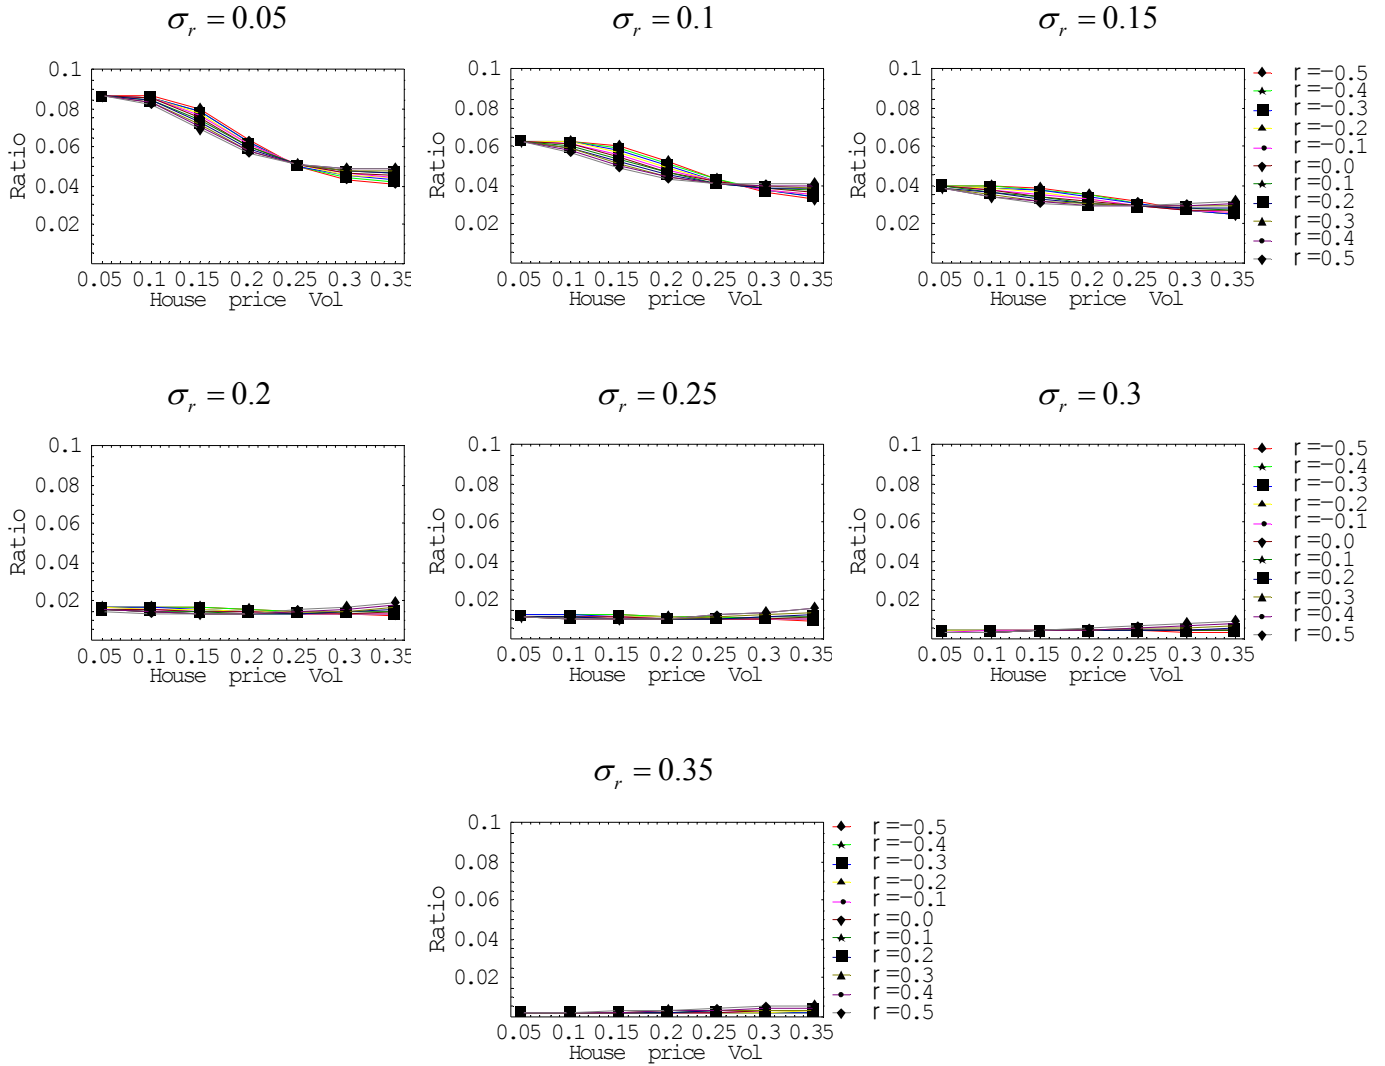 σr = 0.05
σr = 0.1
σr = 0.15
0.1
0.08
0.06
0.04
0.02
Ratio
0.05 0.1 0.15 0.2 0.25 0.3 0.35
House price Vol
0.1
0.08
0.06
0.04
0.02
Ratio
0.05 0.1 0.15 0.2 0.25 0.3 0.35
House price Vol
0.1
0.08
0.06
0.04
0.02
Ratio
0.05 0.1 0.15 0.2 0.25 0.3 0.35
House price Vol
r=-0.5
r=-0.4
r=-0.3
r=-0.2
r=-0.1
r=0.0
r=0.1
r=0.2
r=0.3
r=0.4
r=0.5
σr = 0.2
σr = 0.25
σr = 0.3
0.1
0.08
0.06
0.04
0.02
Ratio
0.05 0.1 0.15 0.2 0.25 0.3 0.35
House price Vol
0.1
0.08
0.06
0.04
0.02
Ratio
0.05 0.1 0.15 0.2 0.25 0.3 0.35
House price Vol
0.1
0.08
0.06
0.04
0.02
Ratio
0.05 0.1 0.15 0.2 0.25 0.3 0.35
House price Vol
r=-0.5
r=-0.4
r=-0.3
r=-0.2
r=-0.1
r=0.0
r=0.1
r=0.2
r=0.3
r=0.4
r=0.5
σr = 0.35
0.1
0.08
0.06
0.04
0.02
Ratio
0.05 0.1 0.15 0.2 0.25 0.3 0.35
House price Vol
r=-0.5
r=-0.4
r=-0.3
r=-0.2
r=-0.1
r=0.0
r=0.1
r=0.2
r=0.3
r=0.4
r=0.5